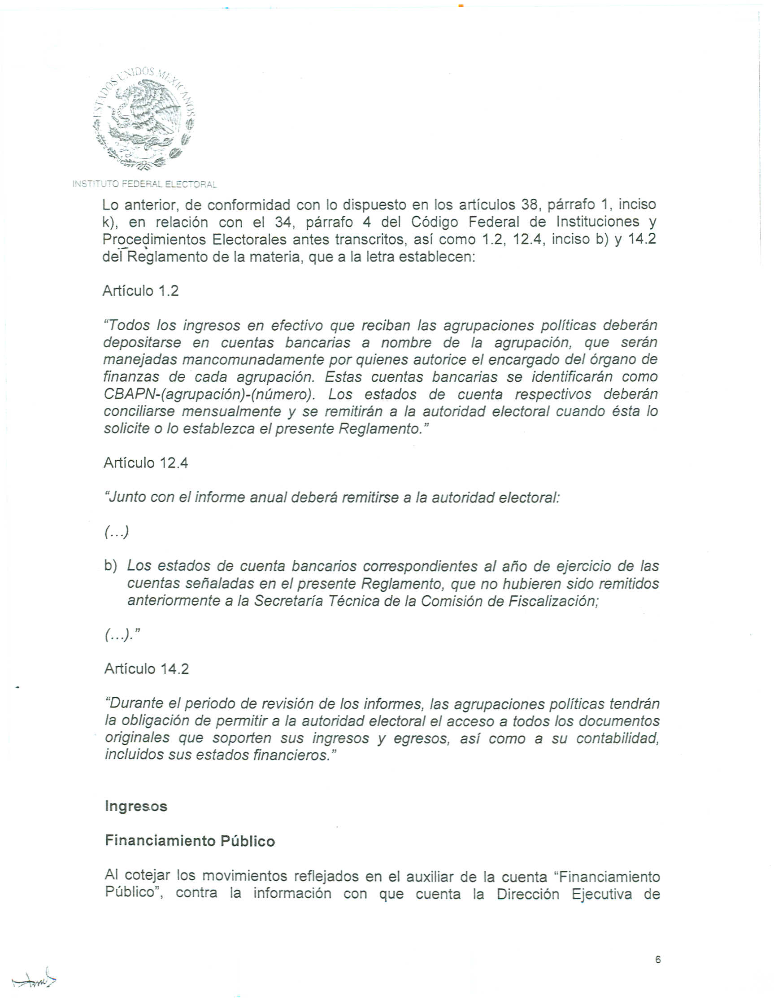 ESTADOS UNIDOS MEXICANOS
INSTITUTO FEDERAL ELECTORAL
Lo anterior, de conformidad con lo dispuesto en los artículos 38, párrafo 1, inciso
k), en relación con el 34, párrafo 4 del Código Federal de Instituciones y
Procedimientos Electorales antes transcritos, así como 1.2, 12.4, inciso b) y 14.2
del Reglamento de la materia, que a la letra establecen:
Artículo 1.2
“Todos los ingresos en efectivo que reciban las agrupaciones políticas deberán
depositarse en cuentas bancarias a nombre de la agrupación, que serán
manejadas mancomunadamente por quienes autorice el encargado del órgano de
finanzas de cada agrupación. Estas cuentas bancarias se identificarán como
CBAPN-(agrupación)-(número). Los estados de cuenta respectivos deberán
conciliarse mensualmente y se remitirán a la autoridad electoral cuando ésta lo
solicite o lo establezca el presente Reglamento.”
Artículo 12.4
“Junto con el informe anual deberá remitirse a la autoridad electoral:
(...)
b) Los estados de cuenta bancarios correspondientes al año de ejercicio de las
cuentas señaladas en el presente Reglamento, que no hubieren sido remitidos
anteriormente a la Secretaría Técnica de la Comisión de Fiscalización;
(...).”
Artículo 14.2
“Durante el periodo de revisión de los informes, las agrupaciones políticas tendrán
la obligación de permitir a la autoridad electoral el acceso a todos los documentos
originales que soporten sus ingresos y egresos, así como a su contabilidad,
incluidos sus estados financieros.”
Ingresos
Financiamiento Público
Al cotejar los movimientos reflejados en el auxiliar de la cuenta “Financiamiento
Público”, contra la información con que cuenta la Dirección Ejecutiva de
6